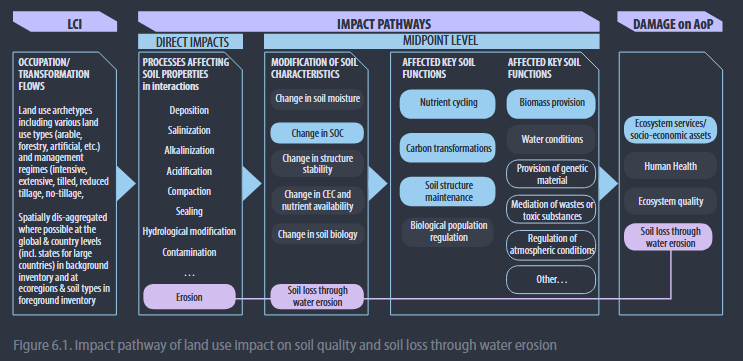 LCI
IMPACT PATHWAYS
DAMAGE on AoP
DIRECT IMPACTS
MIDPOINT LEVEL
OCCUPATION/
TRANSFORMATION
FLOWS
Land use archetypes
including various land
use types (arable,
forestry, artificial, etc.)
and management
regimes (intensive,
extensive, tilled, reduced
tillage, no-tillage,
Spatially dis-aggregated
where possible at the
global & country levels
(incl. states for large
countries) in background
inventory and at
ecoregions & soil types in
foreground inventory
PROCESSES AFFECTING
SOIL PROPERTIES
in interactions
Deposition
Salinization
Alkalinization
Acidification
Compaction
Sealing
Hydrological modification
Contamination
...
Erosion
MODIFICATION OF SOIL
CHARACTERISTICS
Change in soil moisture
Change in SOC
Change in structure
stability
Change in CEC and
nutrient availability
Change in soil biology
Soil loss through
water erosion
AFFECTED KEY SOIL
FUNCTIONS
Nutrient cycling
Carbon transformations
Soil structure
maintenance
Biological population
regulation
AFFECTED KEY SOIL
FUNCTIONS
Biomass provision
Water conditions
Provision of genetic
material
Mediation of wastes or
toxic substances
Regulation of
atmospheric conditions
Other...
Ecosystem services/
socio-economic assets
Human Health
Ecosystem quality
Soil loss through
water erosion
Figure 6.1. Impact pathway of land use impact on soil quality and soil loss through water erosion